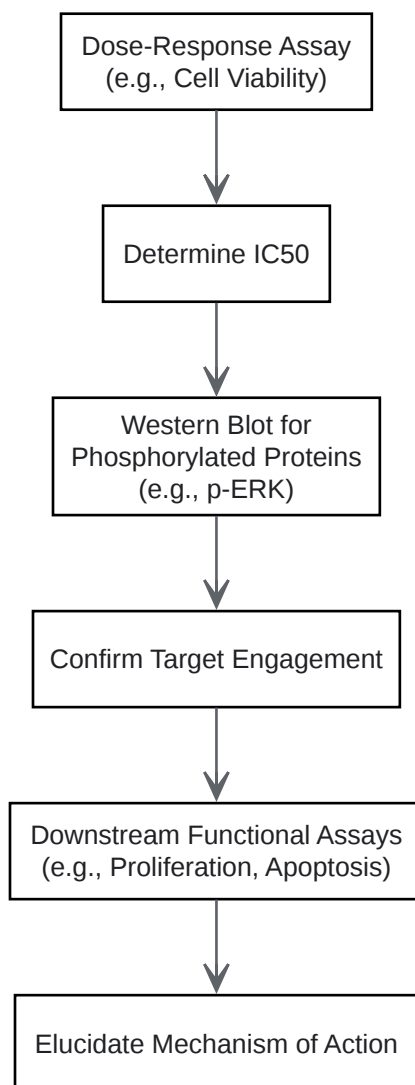 Dose-Response Assay
(e.g., Cell Viability)
Determine IC50
Western Blot for
Phosphorylated Proteins
(e.g., p-ERK)
Confirm Target Engagement
Downstream Functional Assays
(e.g., Proliferation, Apoptosis)
Elucidate Mechanism of Action